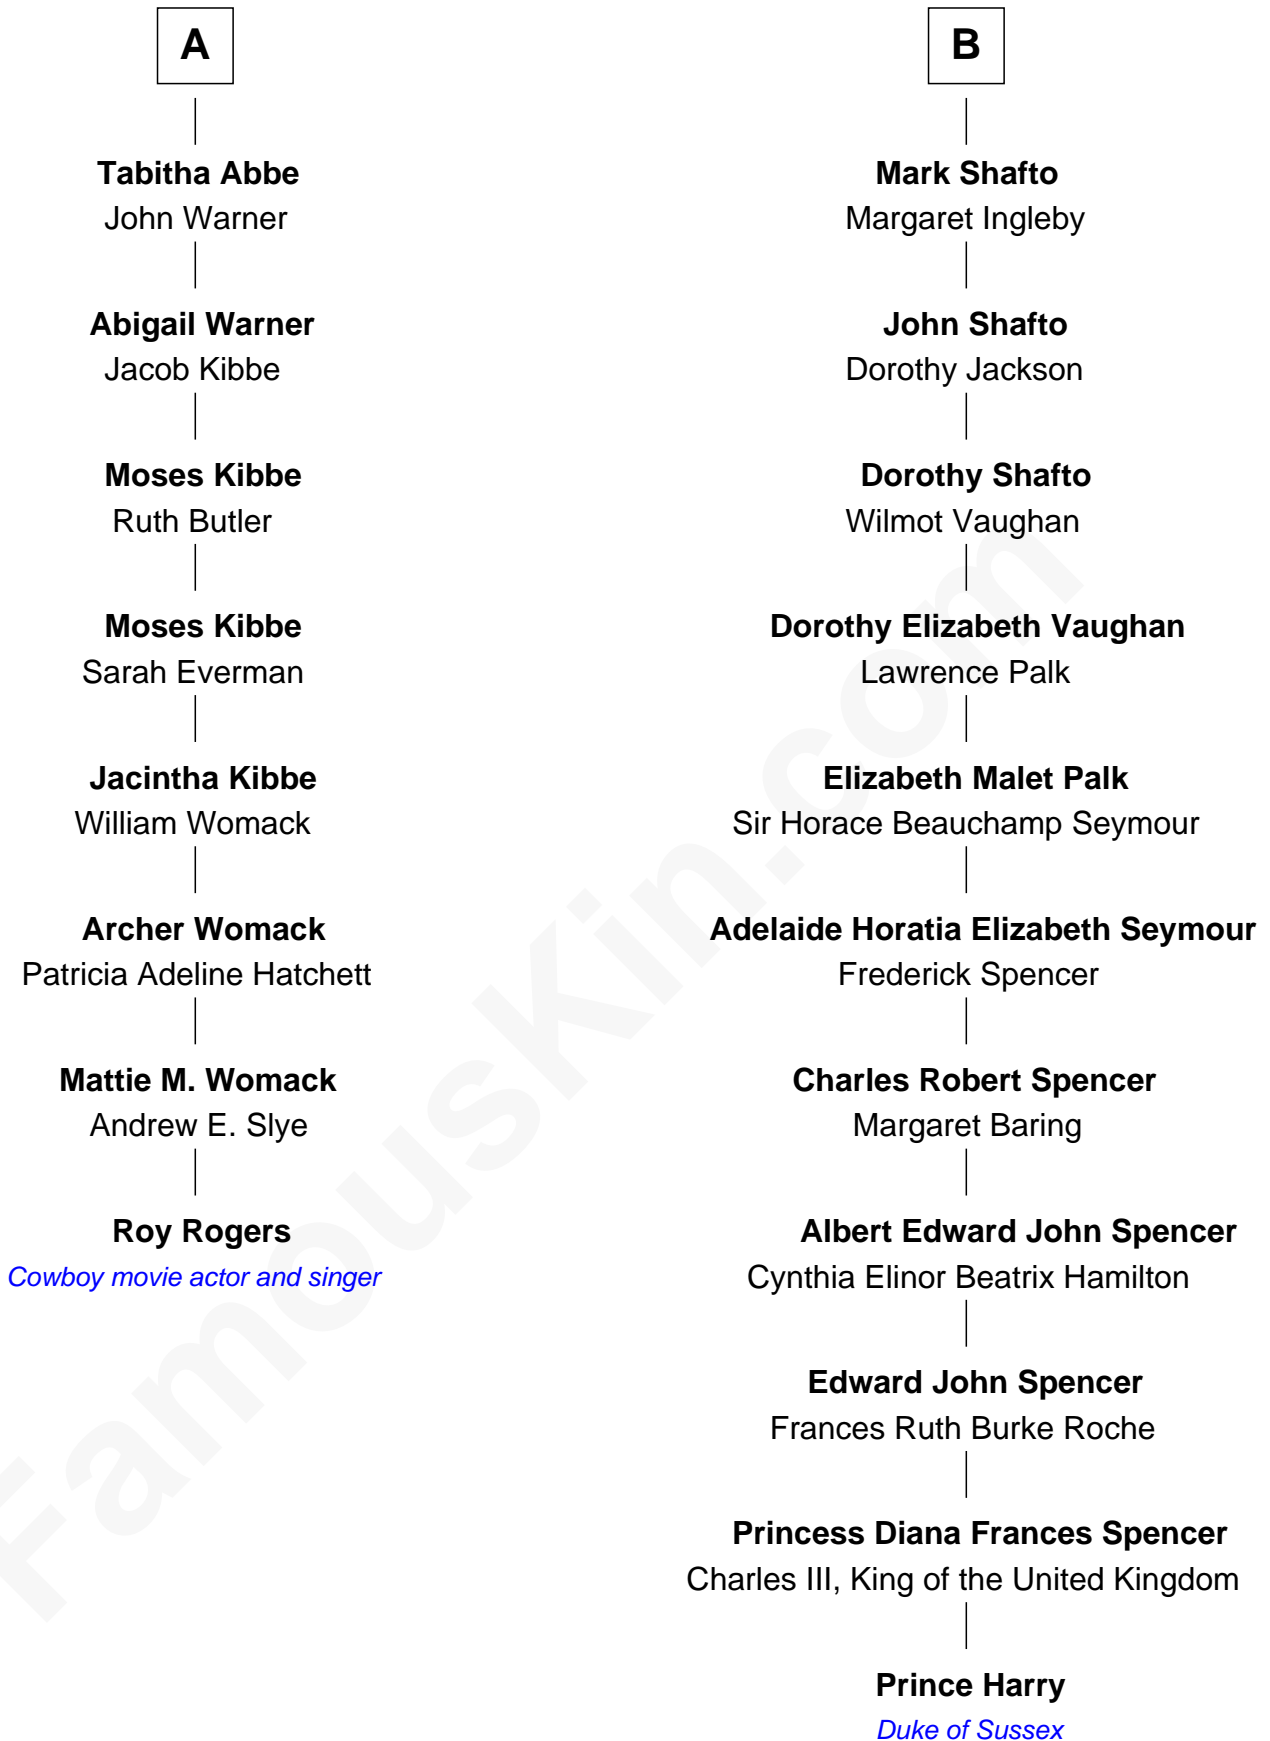 A
Tabitha Abbe
John Warner
Abigail Warner
Jacob Kibbe
Moses Kibbe
Ruth Butler
Moses Kibbe
Sarah Everman
Jacintha Kibbe
William Womack
Archer Womack
Patricia Adeline Hatchett
Mattie M. Womack
Andrew E. Slye
Roy Rogers
Cowboy movie actor and singer
B
Mark Shafto
Margaret Ingleby
John Shafto
Dorothy Jackson
Dorothy Shafto
Wilmot Vaughan
Dorothy Elizabeth Vaughan
Lawrence Palk
Elizabeth Malet Palk
Sir Horace Beauchamp Seymour
Adelaide Horatia Elizabeth Seymour
Frederick Spencer
Charles Robert Spencer
Margaret Baring
Albert Edward John Spencer
Cynthia Elinor Beatrix Hamilton
Edward John Spencer
Frances Ruth Burke Roche
Princess Diana Frances Spencer
Charles III, King of the United Kingdom
Prince Harry
Duke of Sussex
FamousKin.com